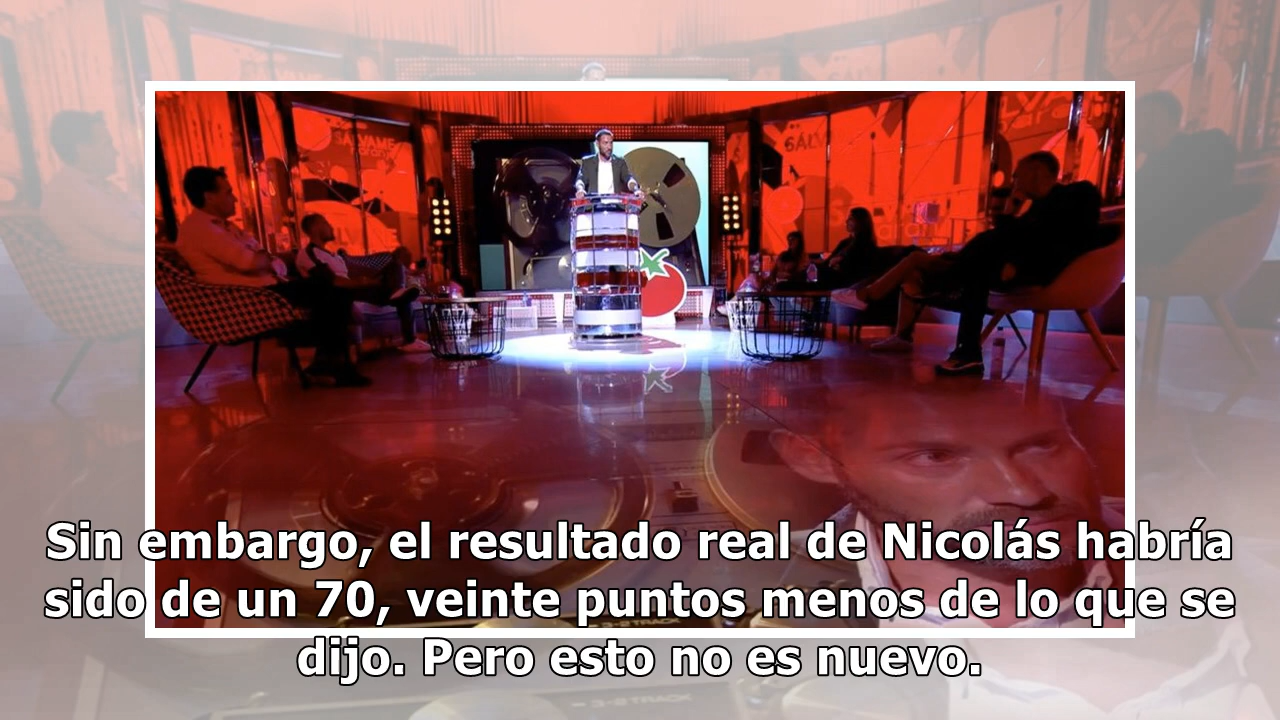 SÁLVAME
Sin embargo, el resultado real de Nicolás habría
sido de un 70, veinte puntos menos de lo que se
dijo. Pero esto no es nuevo.